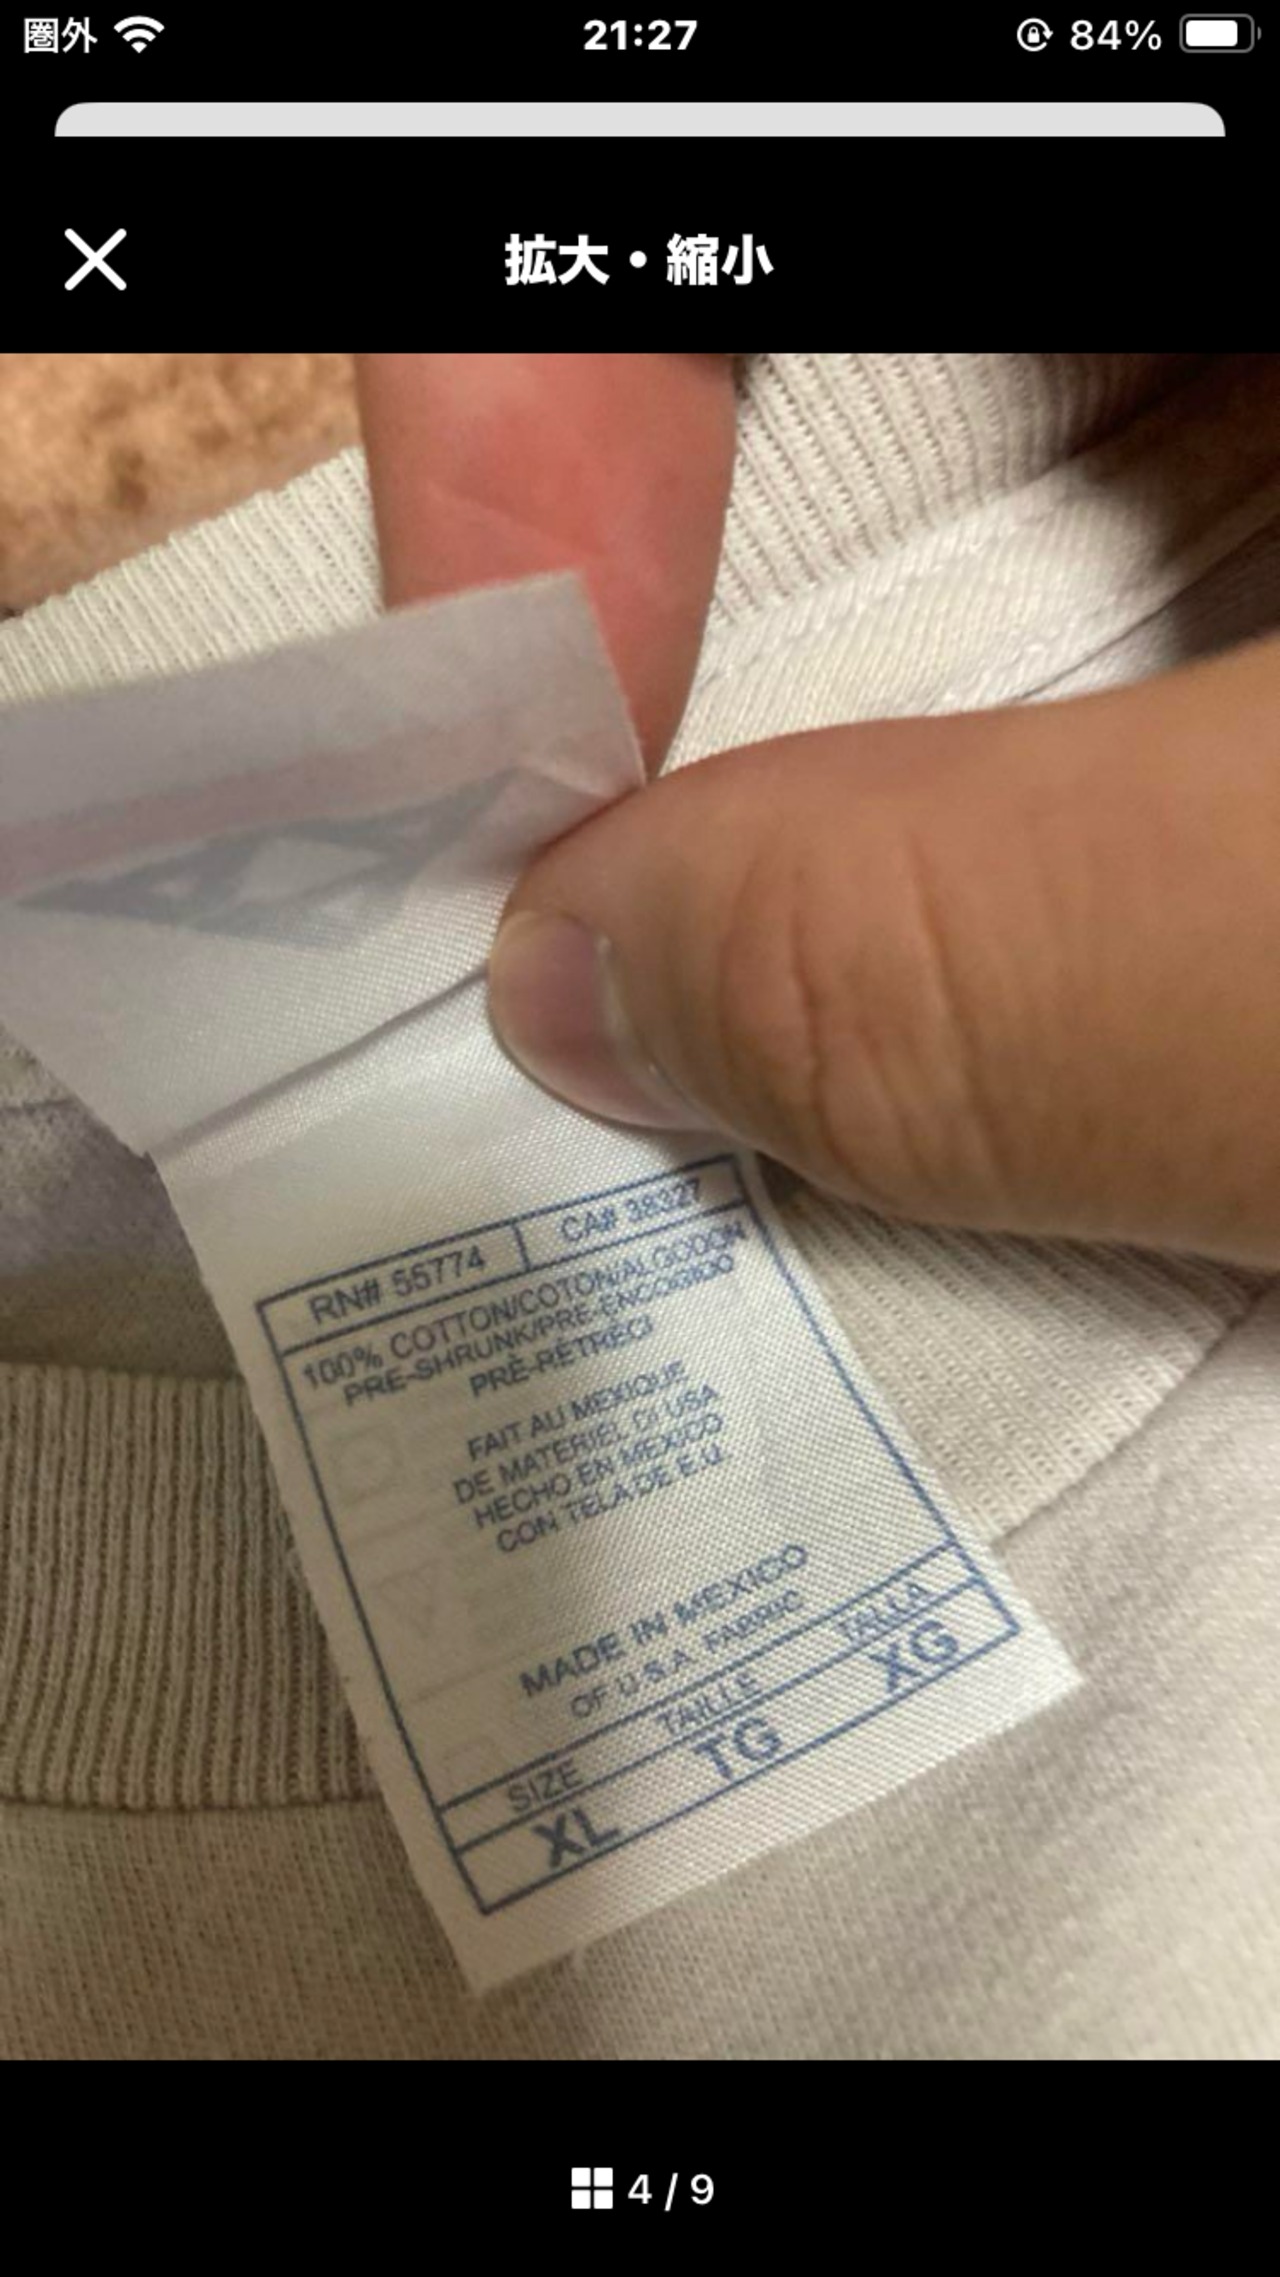 圏外
21:27
84%
拡大・縮小
RN# 55774
CA# 38327
100% COTTON/COTON/ALGODON
PRE-SHRUNK/PRE-ENCOGIDO
PRÉ-RÉTRÉCI
FAIT AU MEXIQUE
DE MATERIEL DU USA
HECHO EN MEXICO
CON TELA DE E.U.
MADE IN MEXICO
OF U.S.A. FABRIC
SIZE TAILLE TALLA
XL TG XG
4 / 9